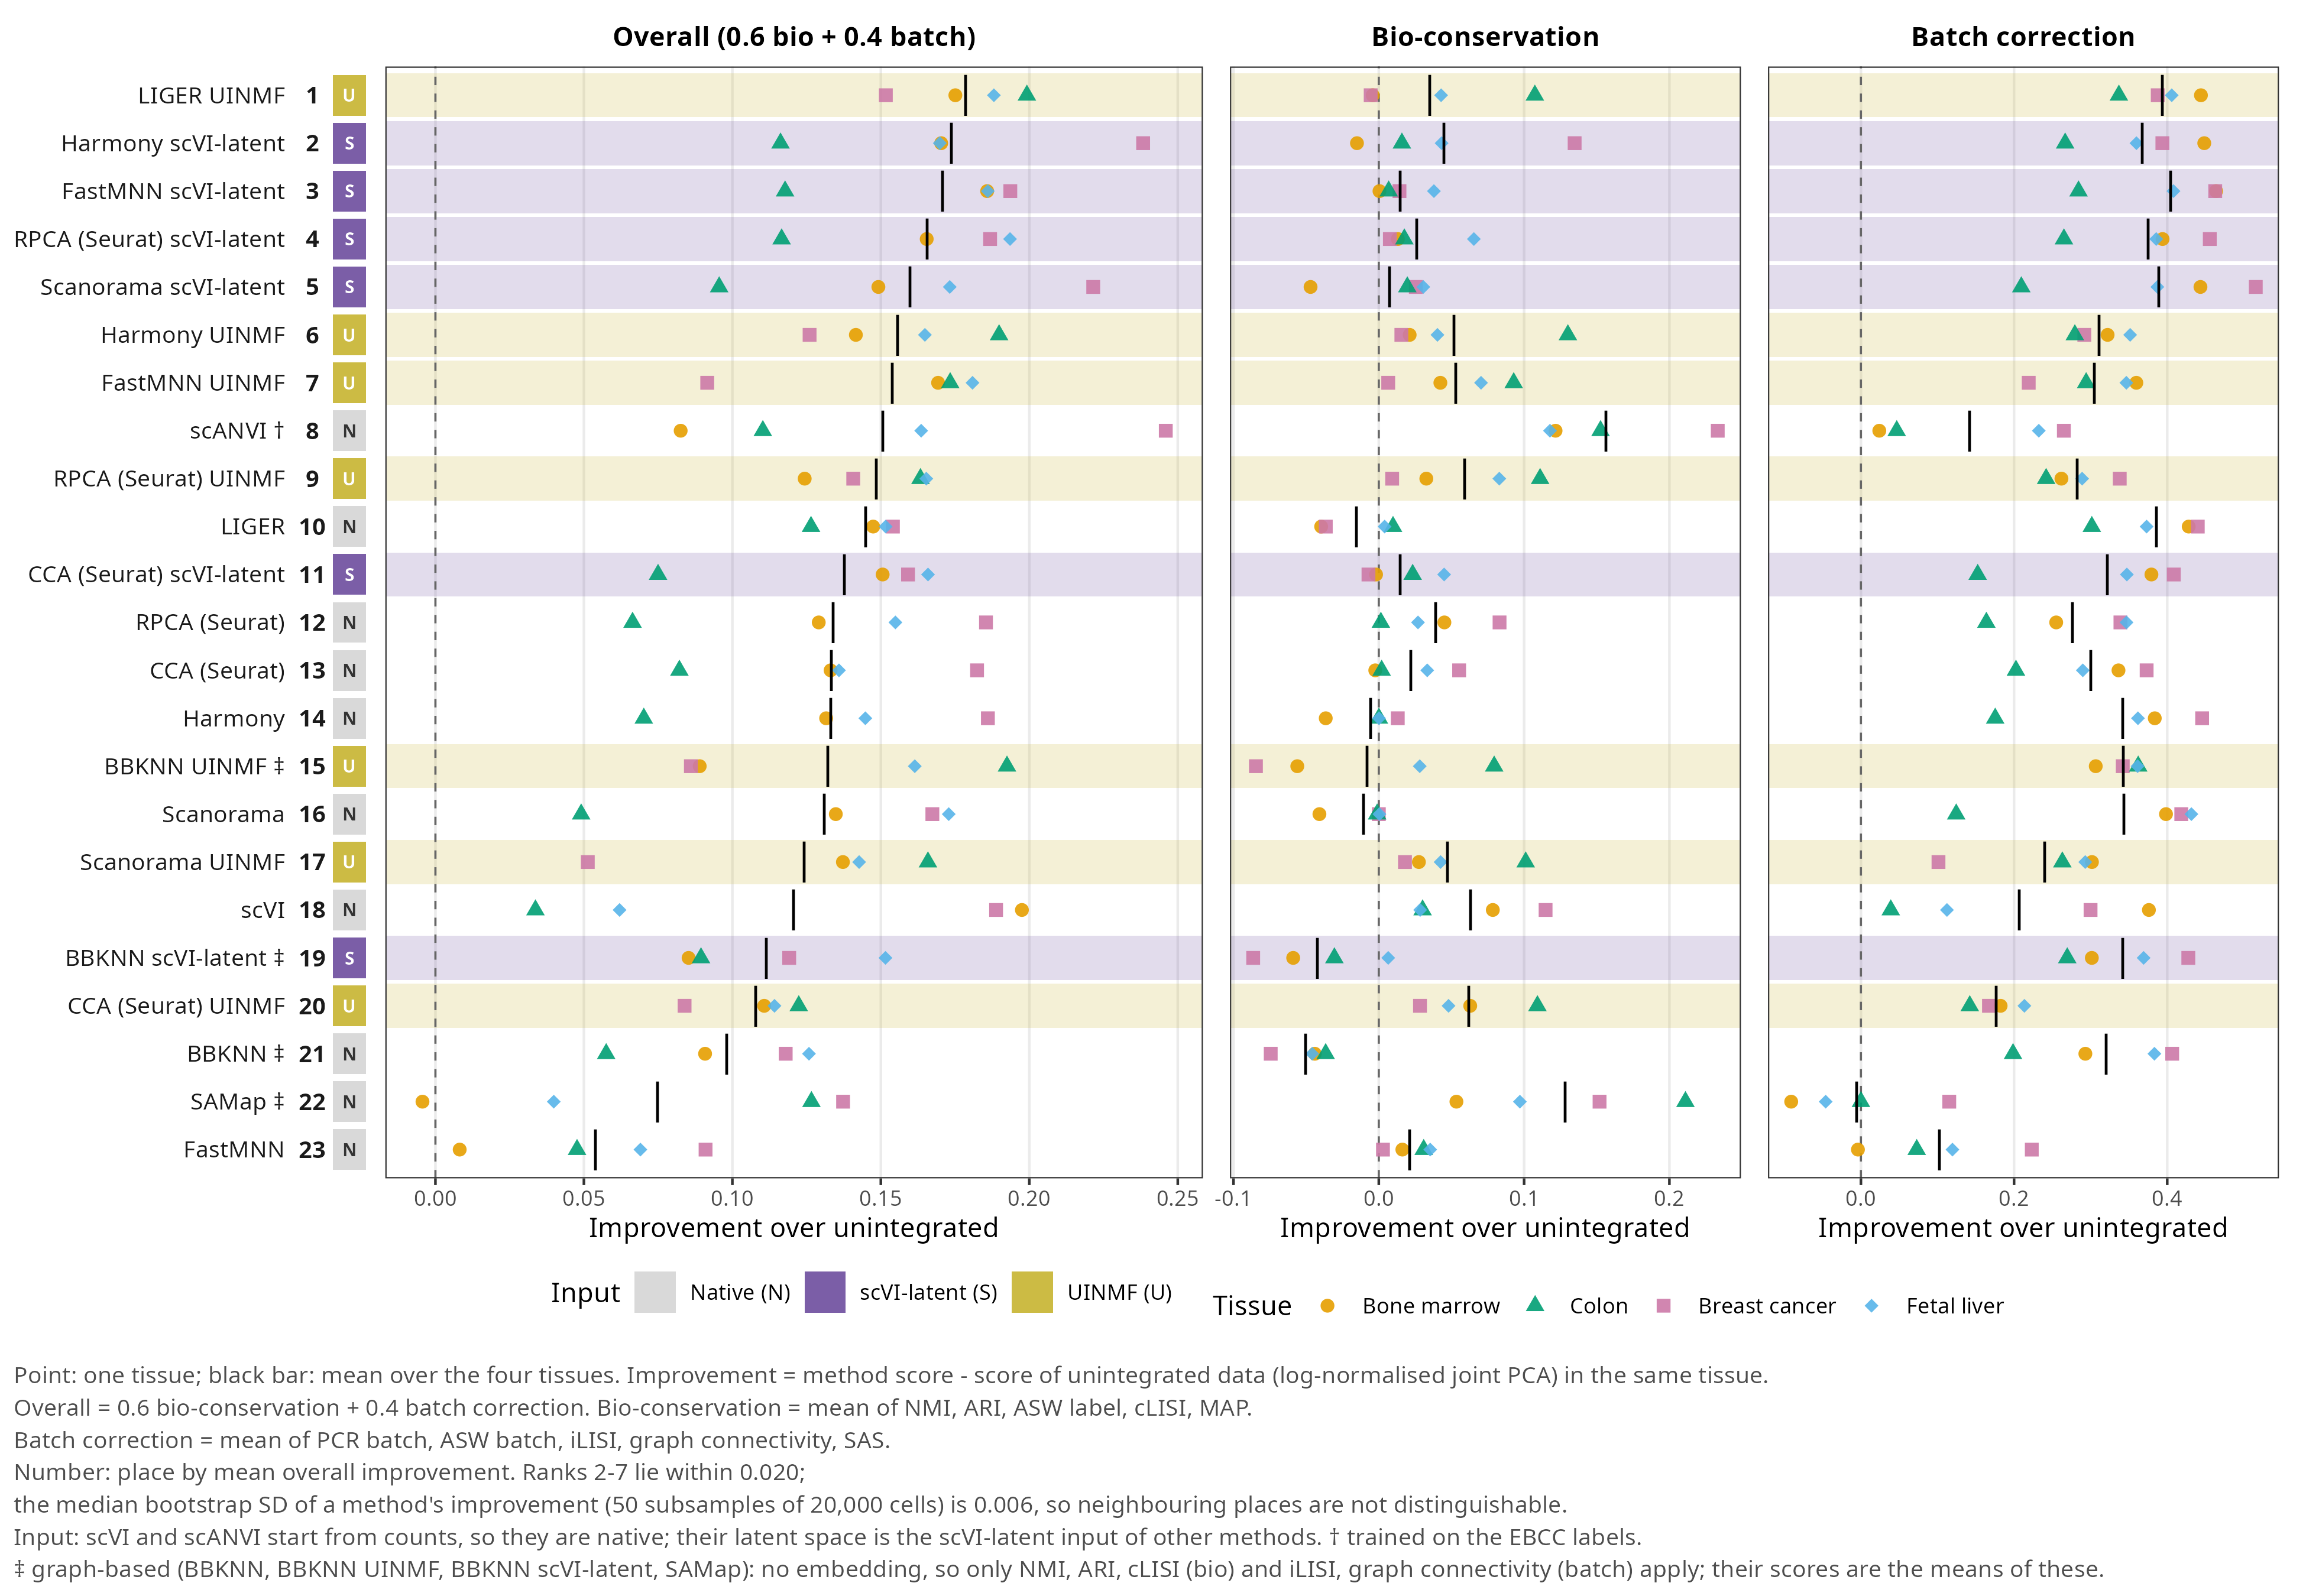 Overall (0.6 bio + 0.4 batch)
Bio-conservation
Batch correction
LIGER UINMF 1 U
Harmony scVI-latent 2 S
FastMNN scVI-latent 3 S
RPCA (Seurat) scVI-latent 4 S
Scanorama scVI-latent 5 S
Harmony UINMF 6 U
FastMNN UINMF 7 U
scANVI † 8 N
RPCA (Seurat) UINMF 9 U
LIGER 10 N
CCA (Seurat) scVI-latent 11 S
RPCA (Seurat) 12 N
CCA (Seurat) 13 N
Harmony 14 N
BBKNN UINMF ‡ 15 U
Scanorama 16 N
Scanorama UINMF 17 U
scVI 18 N
BBKNN scVI-latent ‡ 19 S
CCA (Seurat) UINMF 20 U
BBKNN ‡ 21 N
SAMap ‡ 22 N
FastMNN 23 N
0.00 0.05 0.10 0.15 0.20 0.25
-0.1 0.0 0.1 0.2
0.0 0.2 0.4
Improvement over unintegrated
Improvement over unintegrated
Improvement over unintegrated
Input Native (N) scVI-latent (S) UINMF (U)
Tissue Bone marrow Colon Breast cancer Fetal liver
Point: one tissue; black bar: mean over the four tissues. Improvement = method score - score of unintegrated data (log-normalised joint PCA) in the same tissue.
Overall = 0.6 bio-conservation + 0.4 batch correction. Bio-conservation = mean of NMI, ARI, ASW label, cLISI, MAP.
Batch correction = mean of PCR batch, ASW batch, iLISI, graph connectivity, SAS.
Number: place by mean overall improvement. Ranks 2-7 lie within 0.020;
the median bootstrap SD of a method's improvement (50 subsamples of 20,000 cells) is 0.006, so neighbouring places are not distinguishable.
Input: scVI and scANVI start from counts, so they are native; their latent space is the scVI-latent input of other methods. † trained on the EBCC labels.
‡ graph-based (BBKNN, BBKNN UINMF, BBKNN scVI-latent, SAMap): no embedding, so only NMI, ARI, cLISI (bio) and iLISI, graph connectivity (batch) apply; their scores are the means of these.